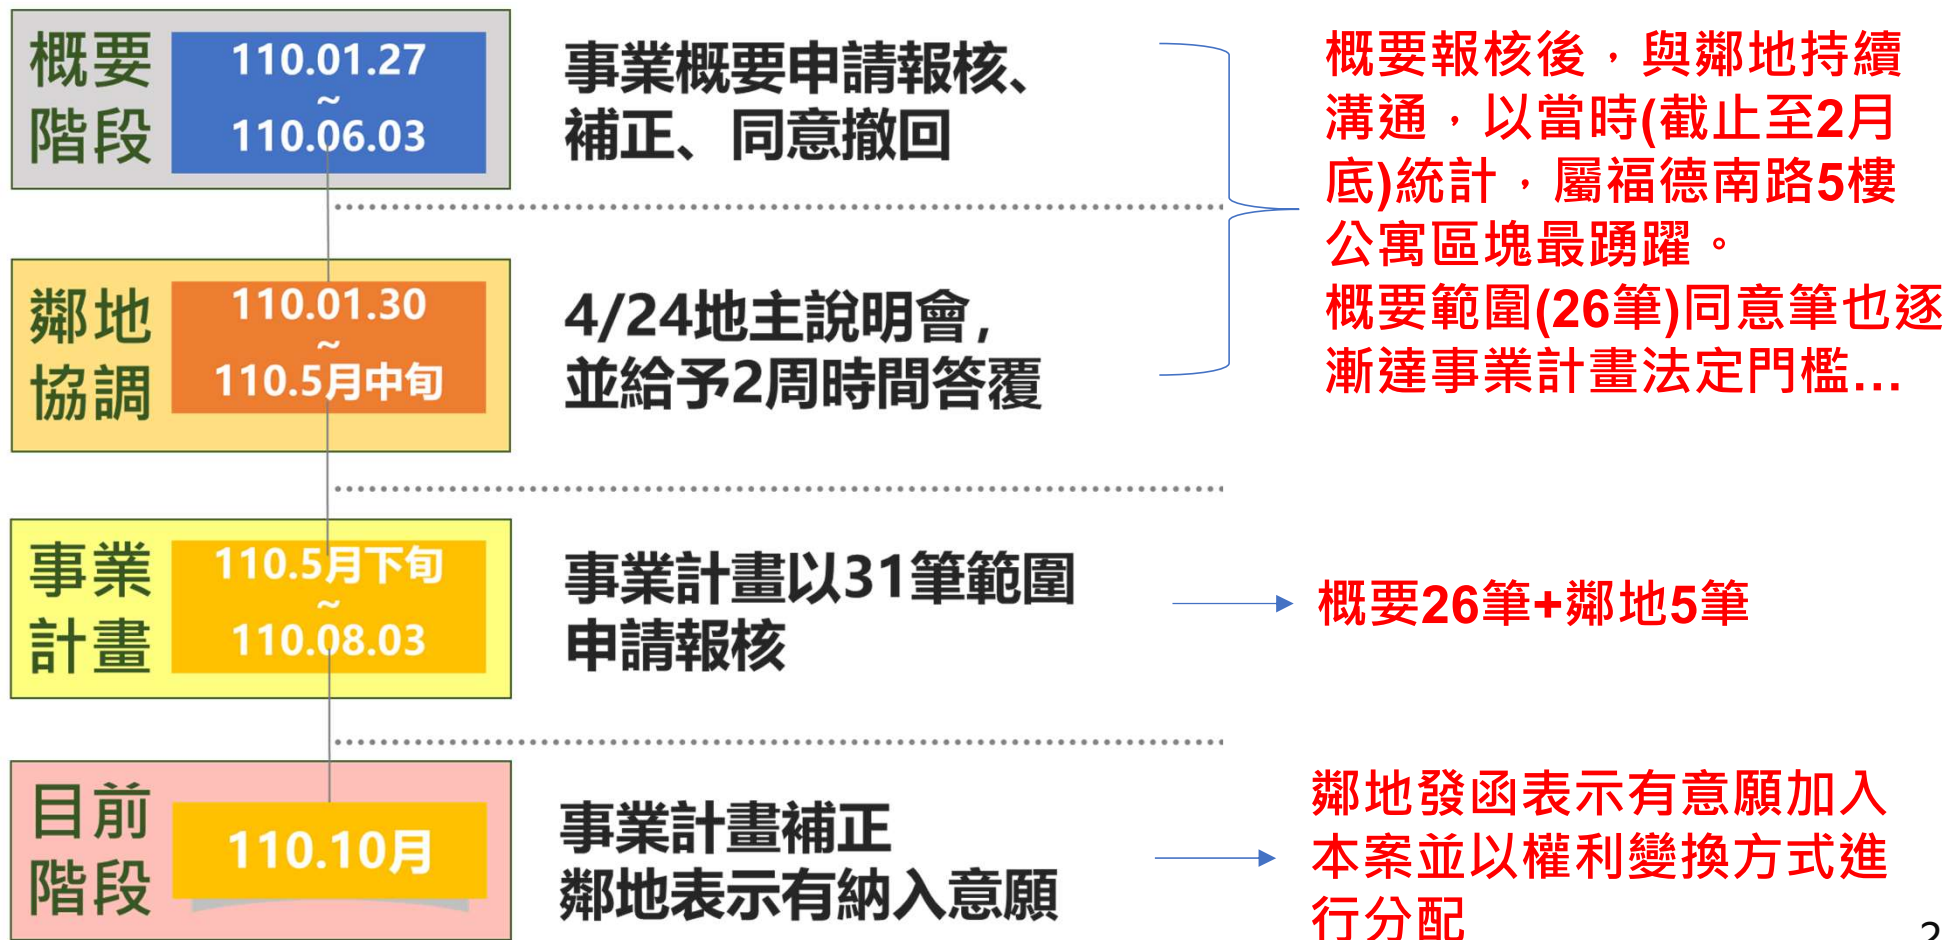 概要
階段
110.01.27
~
110.06.03
事業概要申請報核、
補正、同意撤回
概要報核後，與鄰地持續
溝通，以當時(截止至2月
底)統計，屬福德南路5樓
公寓區塊最踴躍。
概要範圍(26筆)同意筆也逐
漸達事業計畫法定門檻...
鄰地
協調
110.01.30
~
110.5月中旬
4/24地主說明會,
並給予2周時間答覆
事業
計畫
110.5月下旬
~
110.08.03
事業計畫以31筆範圍
申請報核
概要26筆+鄰地5筆
目前
階段
110.10月
事業計畫補正
鄰地表示有納入意願
鄰地發函表示有意願加入
本案並以權利變換方式進
行分配
2